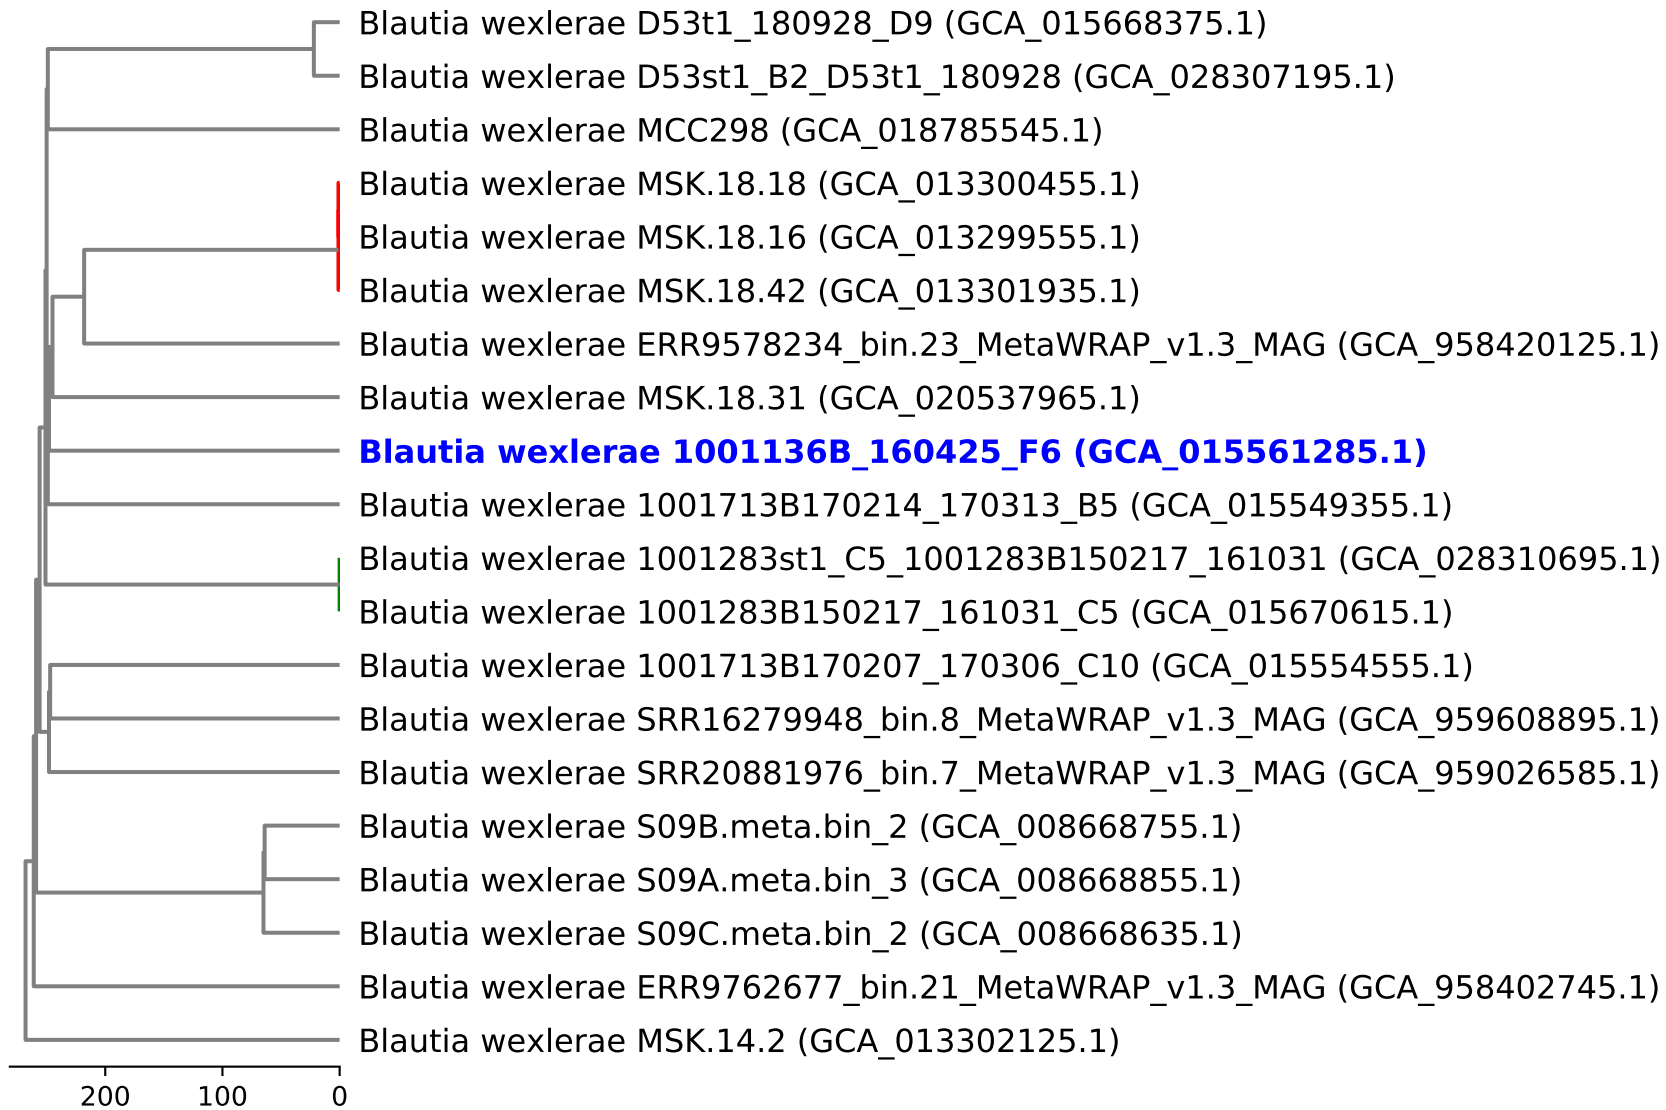 Blautia wexlerae D53t1_180928_D9 (GCA_015668375.1)
Blautia wexlerae D53st1_B2_D53t1_180928 (GCA_028307195.1)
Blautia wexlerae MCC298 (GCA_018785545.1)
Blautia wexlerae MSK.18.18 (GCA_013300455.1)
Blautia wexlerae MSK.18.16 (GCA_013299555.1)
Blautia wexlerae MSK.18.42 (GCA_013301935.1)
Blautia wexlerae ERR9578234_bin.23_MetaWRAP_v1.3_MAG (GCA_958420125.1)
Blautia wexlerae MSK.18.31 (GCA_020537965.1)
Blautia wexlerae 1001136B_160425_F6 (GCA_015561285.1)
Blautia wexlerae 1001713B170214_170313_B5 (GCA_015549355.1)
Blautia wexlerae 1001283st1_C5_1001283B150217_161031 (GCA_028310695.1)
Blautia wexlerae 1001283B150217_161031_C5 (GCA_015670615.1)
Blautia wexlerae 1001713B170207_170306_C10 (GCA_015554555.1)
Blautia wexlerae SRR16279948_bin.8_MetaWRAP_v1.3_MAG (GCA_959608895.1)
Blautia wexlerae SRR20881976_bin.7_MetaWRAP_v1.3_MAG (GCA_959026585.1)
Blautia wexlerae S09B.meta.bin_2 (GCA_008668755.1)
Blautia wexlerae S09A.meta.bin_3 (GCA_008668855.1)
Blautia wexlerae S09C.meta.bin_2 (GCA_008668635.1)
Blautia wexlerae ERR9762677_bin.21_MetaWRAP_v1.3_MAG (GCA_958402745.1)
Blautia wexlerae MSK.14.2 (GCA_013302125.1)
200 100 0